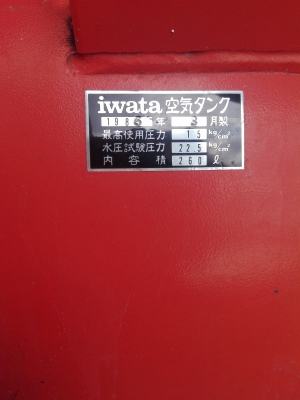 iwata 空気タンク
198 年 月製
最高使用圧力 15 kg/cm²
水圧試験圧力 22.5 kg/cm²
内容積 260 ℓ